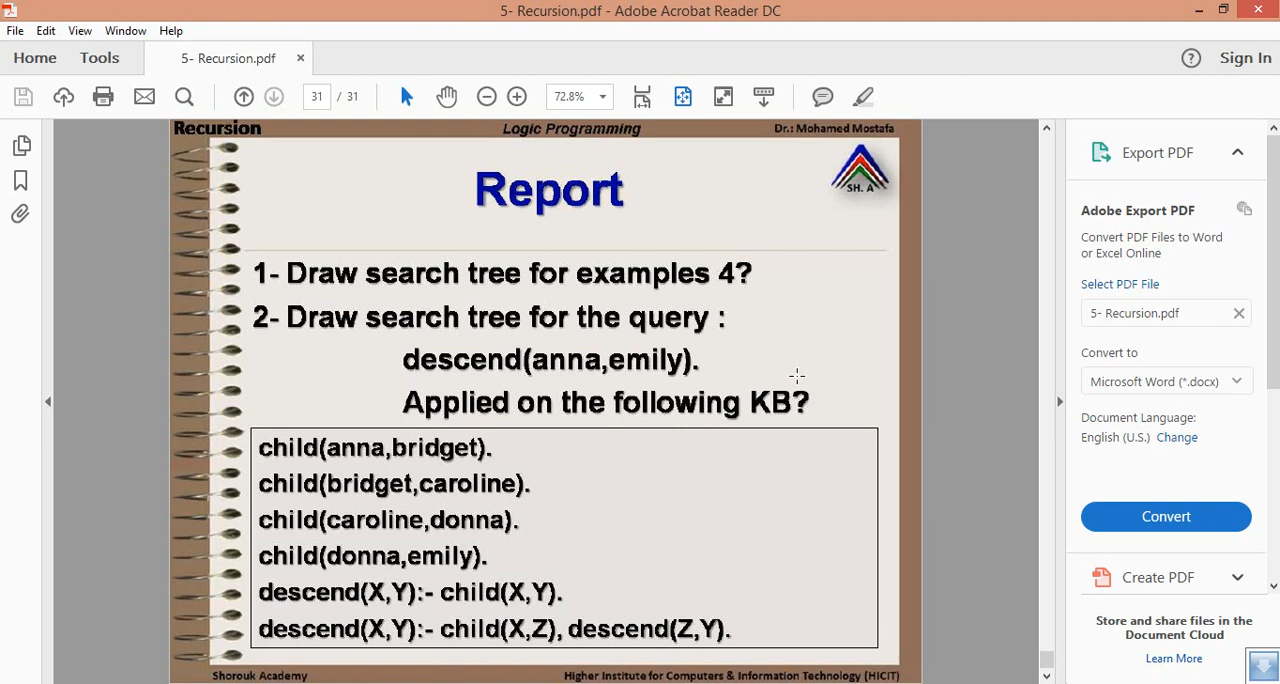 5- Recursion.pdf - Adobe Acrobat Reader DC
File Edit View Window Help
Home Tools 5- Recursion.pdf × ? Sign In
31 / 31 72.8%
Recursion Logic Programming Dr.: Mohamed Mostafa
SH. A
Report
1- Draw search tree for examples 4?
2- Draw search tree for the query :
descend(anna,emily).
Applied on the following KB?
child(anna,bridget).
child(bridget,caroline).
child(caroline,donna).
child(donna,emily).
descend(X,Y):- child(X,Y).
descend(X,Y):- child(X,Z), descend(Z,Y).
Shorouk Academy Higher Institute for Computers & Information Technology (HICIT)
Export PDF
Adobe Export PDF
Convert PDF Files to Word
or Excel Online
Select PDF File
5- Recursion.pdf
Convert to
Microsoft Word (*.docx)
Document Language:
English (U.S.) Change
Convert
Create PDF
Store and share files in the
Document Cloud
Learn More